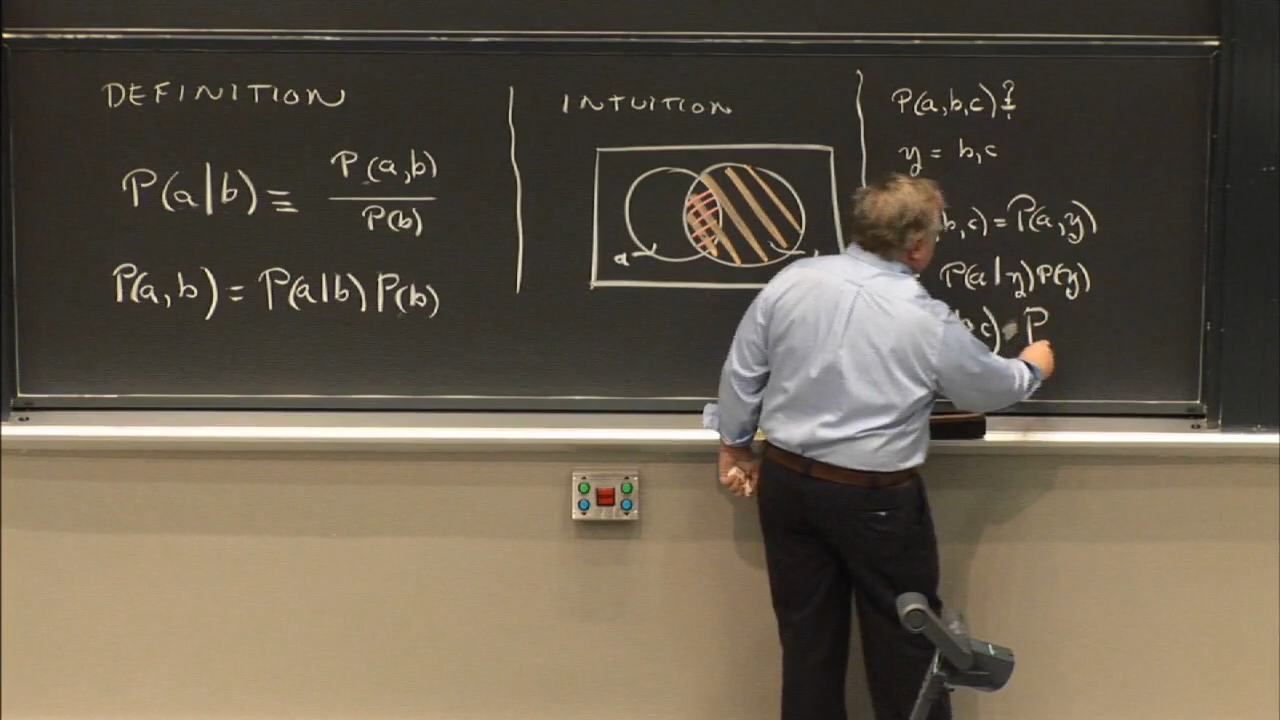 DEFINITION
P(a|b) ≡ P(a,b)
P(b)
P(a,b) = P(a|b) P(b)
INTUITION
a
P(a,b,c)?
y = b,c
b,c) = P(a,y)
P(a|y)P(y)
c) P